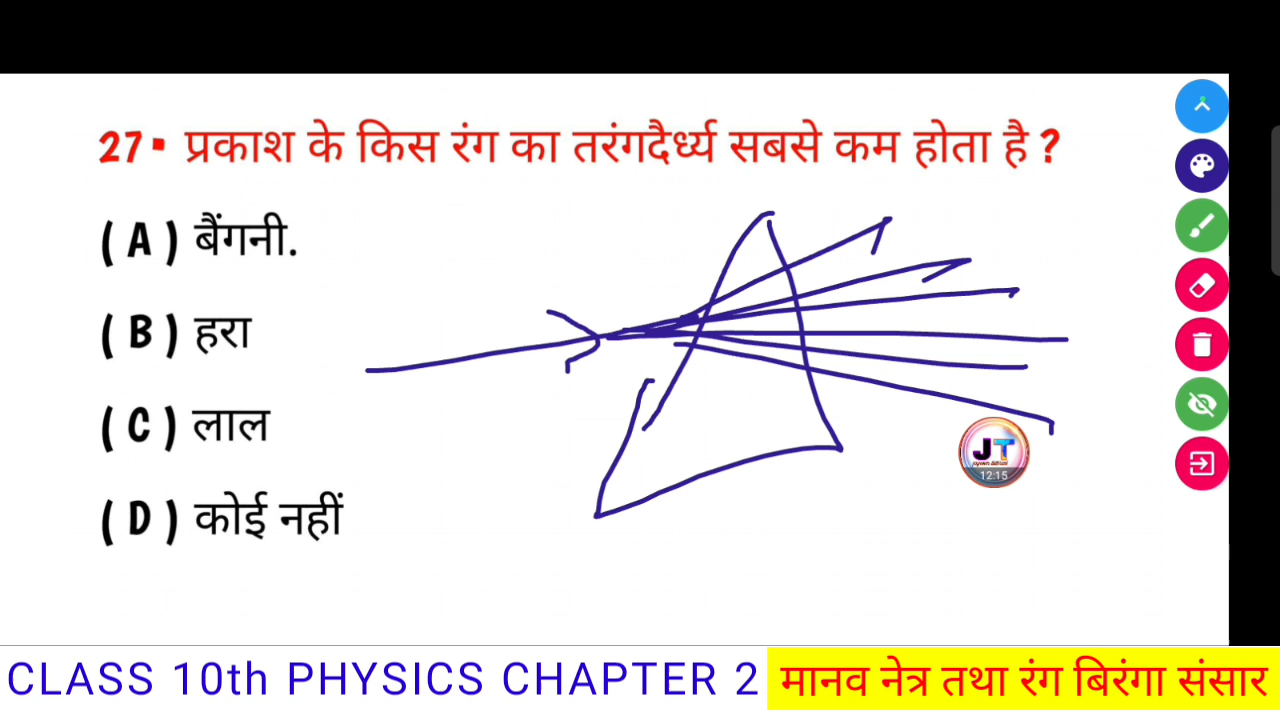 27. प्रकाश के किस रंग का तरंगदैर्ध्य सबसे कम होता है ?
( A ) बैंगनी.
( B ) हरा
( C ) लाल
( D ) कोई नहीं
JT
12:15
CLASS 10th PHYSICS CHAPTER 2 मानव नेत्र तथा रंग बिरंगा संसार